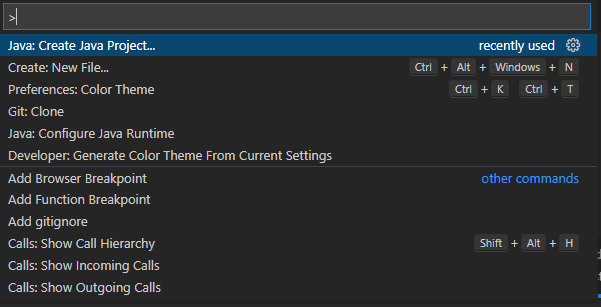 >
Java: Create Java Project... recently used
Create: New File... Ctrl + Alt + Windows + N
Preferences: Color Theme Ctrl + K Ctrl + T
Git: Clone
Java: Configure Java Runtime
Developer: Generate Color Theme From Current Settings
Add Browser Breakpoint other commands
Add Function Breakpoint
Add gitignore
Calls: Show Call Hierarchy Shift + Alt + H
Calls: Show Incoming Calls
Calls: Show Outgoing Calls